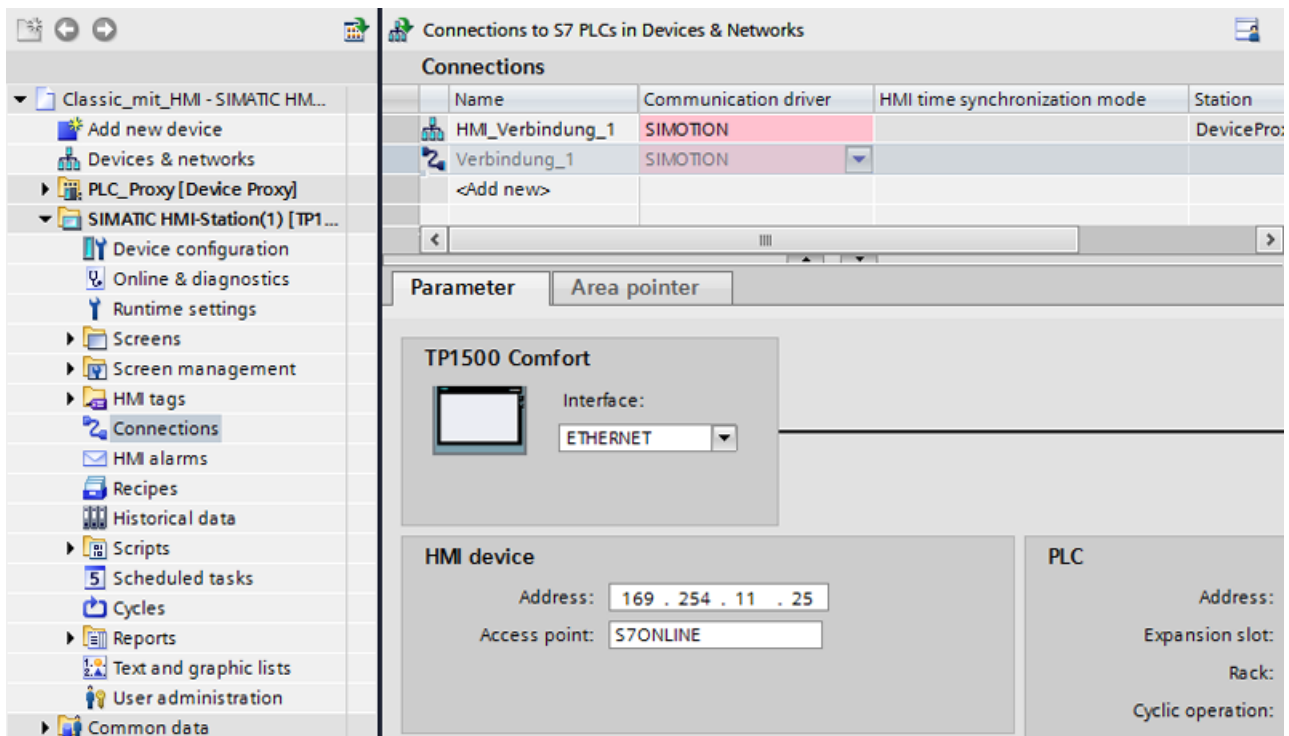 Connections to S7 PLCs in Devices & Networks
Connections
Name Communication driver HMI time synchronization mode Station
HMI_Verbindung_1 SIMOTION DeviceProx
Verbindung_1 SIMOTION
<Add new>
Classic_mit_HMI - SIMATIC HM...
Add new device
Devices & networks
PLC_Proxy [Device Proxy]
SIMATIC HMI-Station(1) [TP1...
Device configuration
Online & diagnostics
Runtime settings
Screens
Screen management
HMI tags
Connections
HMI alarms
Recipes
Historical data
Scripts
5 Scheduled tasks
Cycles
Reports
Text and graphic lists
User administration
Common data
Parameter Area pointer
TP1500 Comfort
Interface:
ETHERNET
HMI device
Address: 169 . 254 . 11 . 25
Access point: S7ONLINE
PLC
Address:
Expansion slot:
Rack:
Cyclic operation: